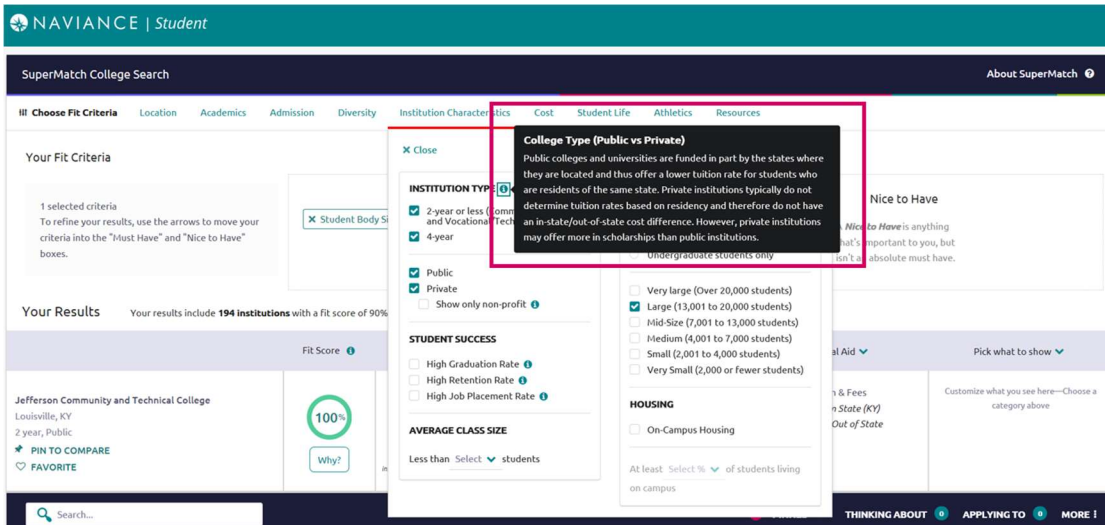 NAVIANCE | Student
SuperMatch College Search
About SuperMatch
Choose Fit Criteria Location Academics Admission Diversity Institution Characteristics Cost Student Life Athletics Resources
Your Fit Criteria
1 selected criteria
To refine your results, use the arrows to move your
criteria into the "Must Have" and "Nice to Have"
boxes.
Student Body Si
Close
INSTITUTION TYPE
2-year or less
and Vocational
4-year
Public
Private
Show only non-profit
STUDENT SUCCESS
High Graduation Rate
High Retention Rate
High Job Placement Rate
AVERAGE CLASS SIZE
Less than Select students
College Type (Public vs Private)
Public colleges and universities are funded in part by the states where
they are located and thus offer a lower tuition rate for students who
are residents of the same state. Private institutions typically do not
determine tuition rates based on residency and therefore do not have
an in-state/out-of-state cost difference. However, private institutions
may offer more in scholarships than public institutions.
Undergraduate students only
Very large (Over 20,000 students)
Large (13,001 to 20,000 students)
Mid-Size (7,001 to 13,000 students)
Medium (4,001 to 7,000 students)
Small (2,001 to 4,000 students)
Very Small (2,000 or fewer students)
HOUSING
On-Campus Housing
At least Select % of students living
on campus
Nice to Have
Nice to Have is anything
hat's important to you, but
isn't an absolute must have.
Your Results Your results include 194 institutions with a fit score of 90%
Fit Score
al Aid
Pick what to show
Jefferson Community and Technical College
Louisville, KY
2 year, Public
PIN TO COMPARE
FAVORITE
100%
Why?
n & Fees
n State (KY)
Out of State
Customize what you see here—Choose a
category above
Search...
THINKING ABOUT 0 APPLYING TO 0 MORE